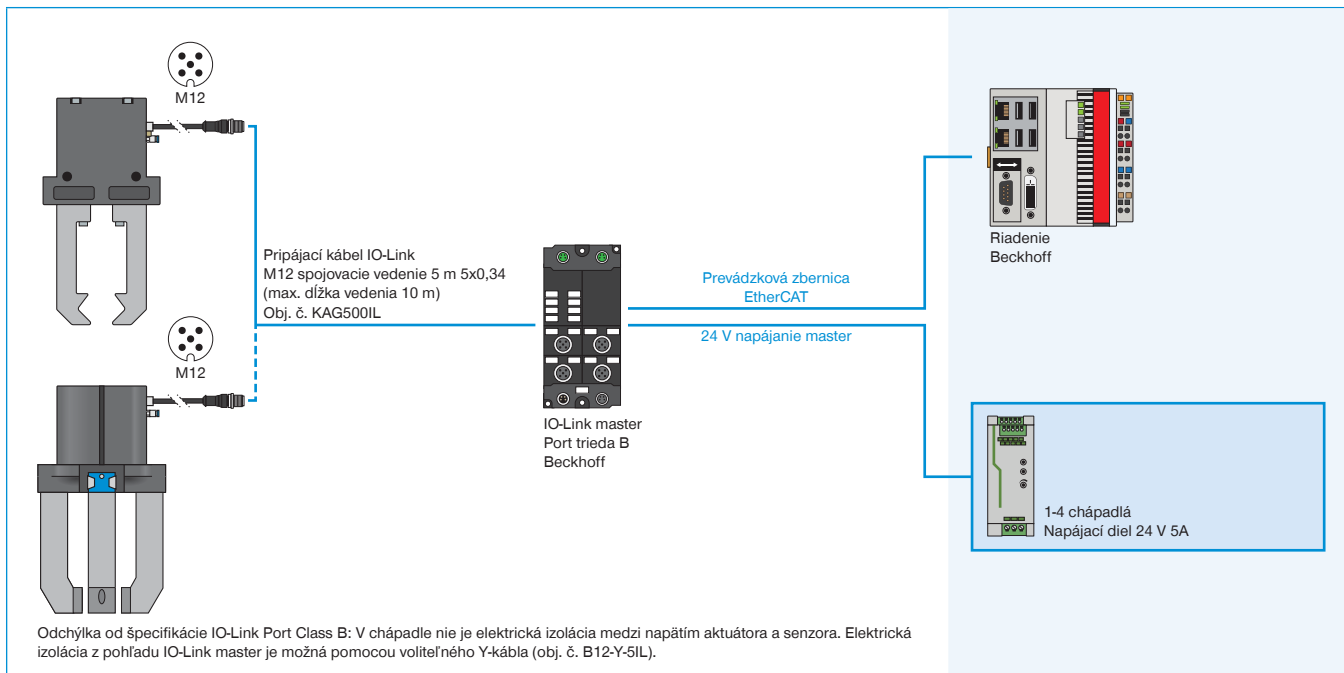 M12
Pripájací kábel IO-Link
M12 spojovacie vedenie 5 m 5x0,34
(max. dĺžka vedenia 10 m)
Obj. č. KAG500IL
M12
IO-Link master
Port trieda B
Beckhoff
Prevádzková zbernica
EtherCAT
24 V napájanie master
Riadenie
Beckhoff
1-4 chápadlá
Napájací diel 24 V 5A
Odchýlka od špecifikácie IO-Link Port Class B: V chápadle nie je elektrická izolácia medzi napätím aktuátora a senzora. Elektrická
izolácia z pohľadu IO-Link master je možná pomocou voliteľného Y-kábla (obj. č. B12-Y-5IL).